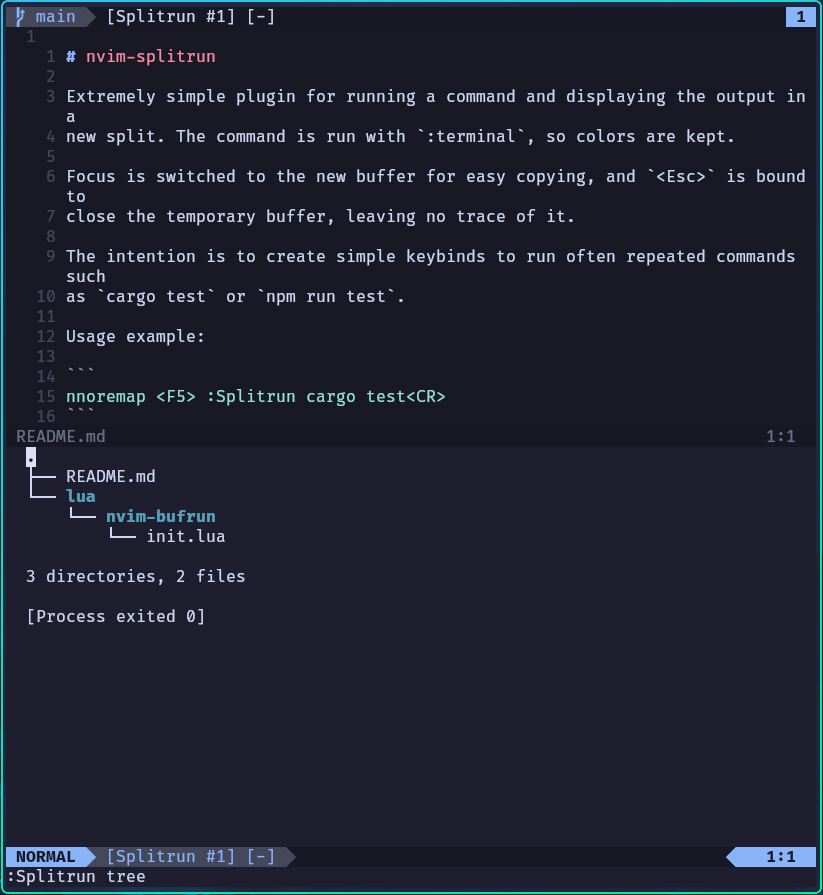 main [Splitrun #1] [-] 1
1
1 # nvim-splitrun
2
3 Extremely simple plugin for running a command and displaying the output in
a
4 new split. The command is run with `:terminal`, so colors are kept.
5
6 Focus is switched to the new buffer for easy copying, and `<Esc>` is bound
to
7 close the temporary buffer, leaving no trace of it.
8
9 The intention is to create simple keybinds to run often repeated commands
such
10 as `cargo test` or `npm run test`.
11
12 Usage example:
13
14 ```
15 nnoremap <F5> :Splitrun cargo test<CR>
16 ```
README.md 1:1
.
├── README.md
└── lua
    └── nvim-bufrun
        └── init.lua

3 directories, 2 files

[Process exited 0]
NORMAL [Splitrun #1] [-] 1:1
:Splitrun tree